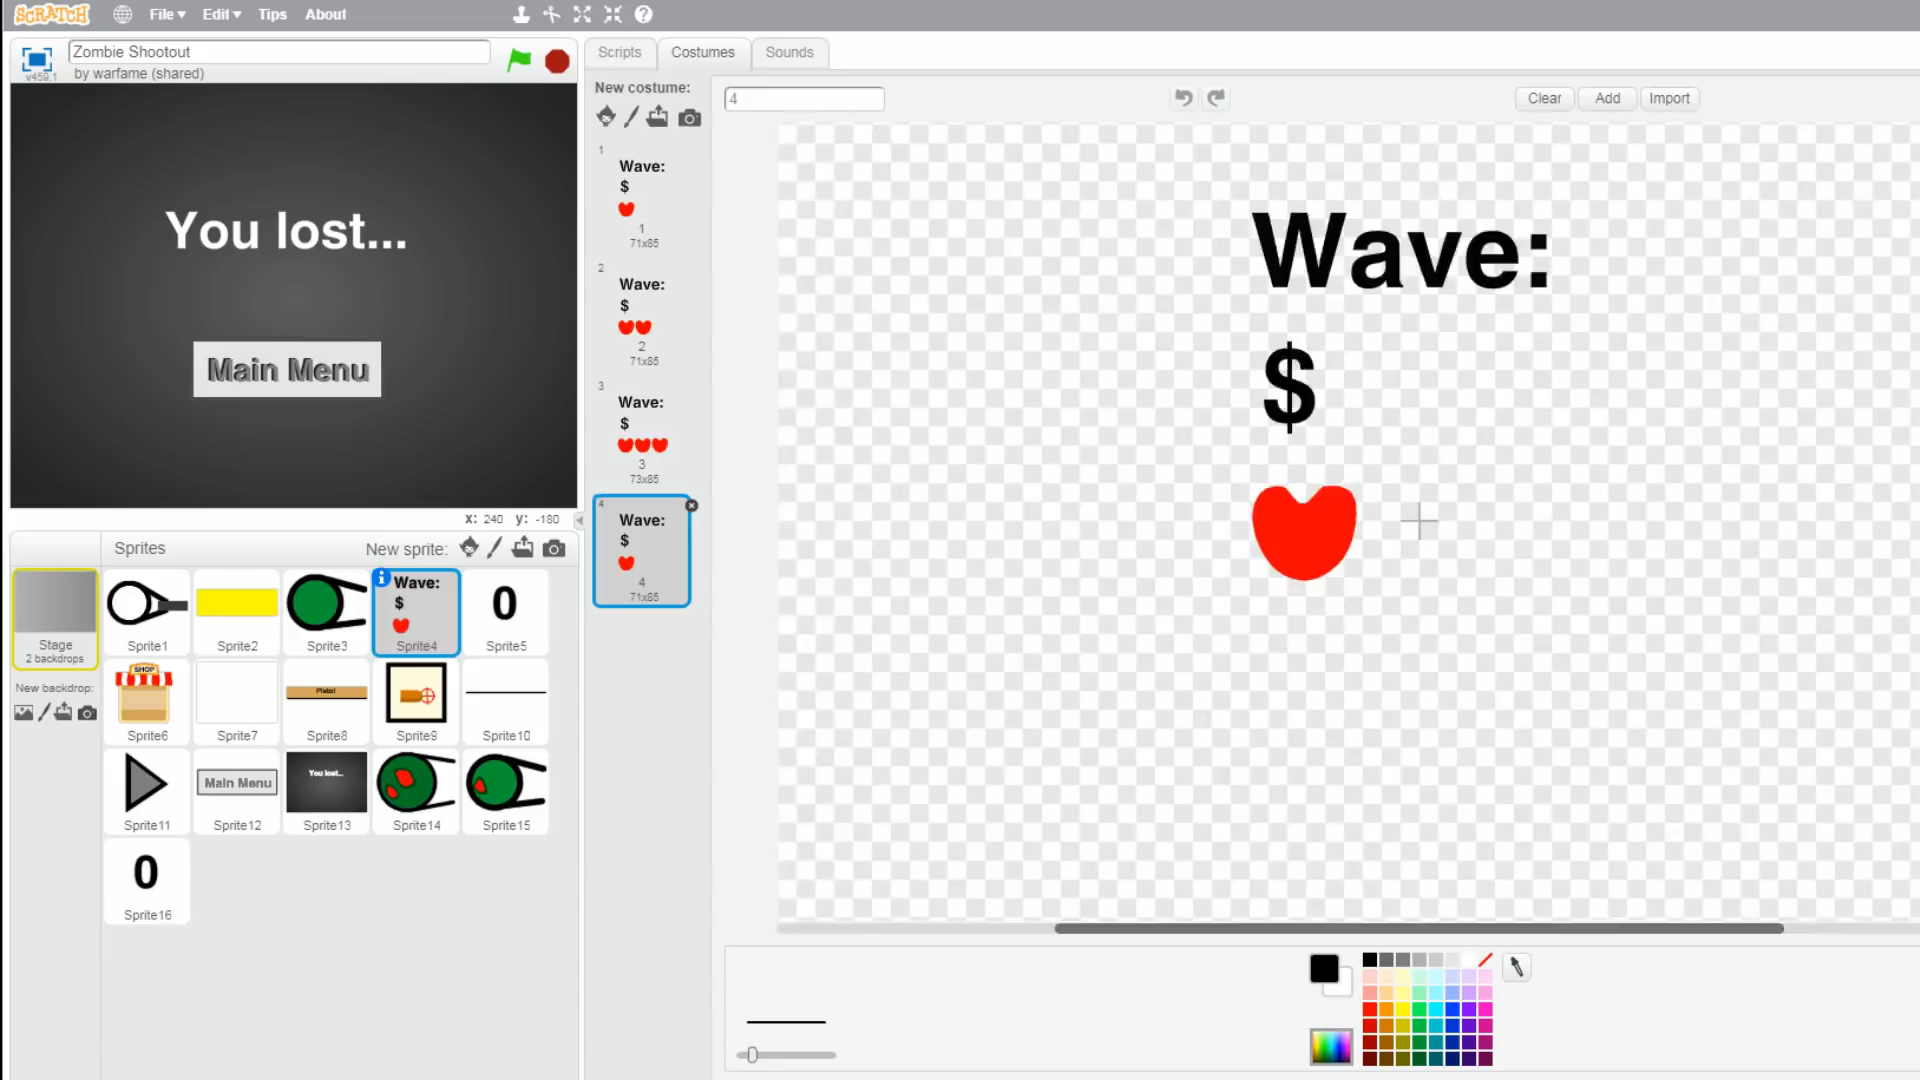 SCRATCH File Edit Tips About
v459.1 Zombie Shootout
by warfame (shared)
You lost...
Main Menu
x: 240 y: -180
Sprites New sprite:
Stage
2 backdrops
New backdrop:
Sprite1
Sprite2
Sprite3
Wave:
$
Sprite4
0
Sprite5
SHOP
Sprite6
Sprite7
Pistol
Sprite8
Sprite9
Sprite10
Sprite11
Main Menu
Sprite12
You lost...
Sprite13
Sprite14
Sprite15
0
Sprite16
Scripts Costumes Sounds
New costume:
1
Wave:
$
1
71x85
2
Wave:
$
2
71x85
3
Wave:
$
3
73x85
4
Wave:
$
4
71x85
4
Clear Add Import
Wave:
$